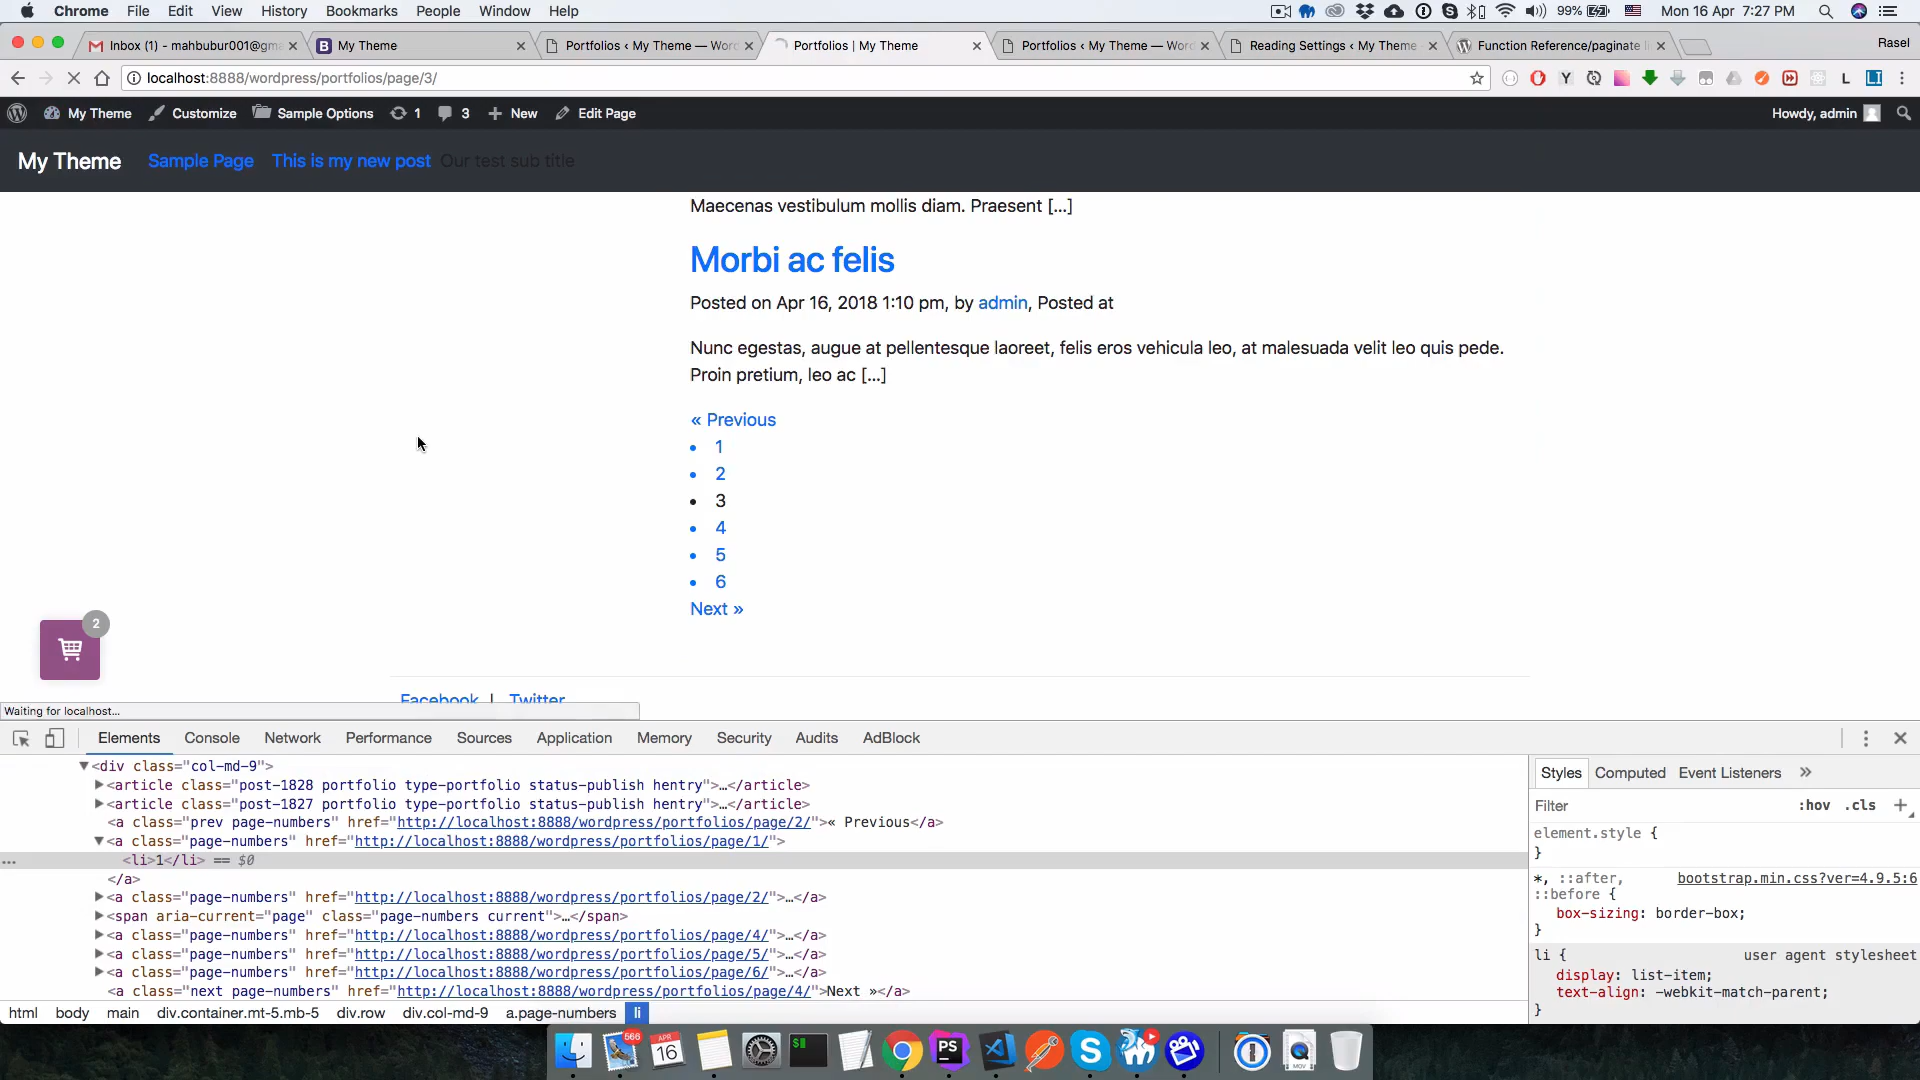 Chrome File Edit View History Bookmarks People Window Help 99% Mon 16 Apr 7:27 PM
Inbox (1) - mahbubur001@gm My Theme Portfolios ‹ My Theme — Wor Portfolios | My Theme Portfolios ‹ My Theme — Wor Reading Settings ‹ My Theme Function Reference/paginate Rasel
localhost:8888/wordpress/portfolios/page/3/
My Theme Customize Sample Options 1 3 New Edit Page Howdy, admin
My Theme Sample Page This is my new post Our test sub title
Maecenas vestibulum mollis diam. Praesent [...]
Morbi ac felis
Posted on Apr 16, 2018 1:10 pm, by admin, Posted at
Nunc egestas, augue at pellentesque laoreet, felis eros vehicula leo, at malesuada velit leo quis pede.
Proin pretium, leo ac [...]
« Previous
• 1
• 2
• 3
• 4
• 5
• 6
Next »
2
Facebook | Twitter
Waiting for localhost...
Elements Console Network Performance Sources Application Memory Security Audits AdBlock
<div class="col-md-9">
<article class="post-1828 portfolio type-portfolio status-publish hentry">…</article>
<article class="post-1827 portfolio type-portfolio status-publish hentry">…</article>
<a class="prev page-numbers" href="http://localhost:8888/wordpress/portfolios/page/2/">« Previous</a>
<a class="page-numbers" href="http://localhost:8888/wordpress/portfolios/page/1/">
... <li>1</li> == $0
</a>
<a class="page-numbers" href="http://localhost:8888/wordpress/portfolios/page/2/">…</a>
<span aria-current="page" class="page-numbers current">…</span>
<a class="page-numbers" href="http://localhost:8888/wordpress/portfolios/page/4/">…</a>
<a class="page-numbers" href="http://localhost:8888/wordpress/portfolios/page/5/">…</a>
<a class="page-numbers" href="http://localhost:8888/wordpress/portfolios/page/6/">…</a>
<a class="next page-numbers" href="http://localhost:8888/wordpress/portfolios/page/4/">Next »</a>
html body main div.container.mt-5.mb-5 div.row div.col-md-9 a.page-numbers li
Styles Computed Event Listeners »
Filter :hov .cls +
element.style {
}
*, ::after, bootstrap.min.css?ver=4.9.5:6
::before {
box-sizing: border-box;
}
li { user agent stylesheet
display: list-item;
text-align: -webkit-match-parent;
}
566 APR 16 $ PS S